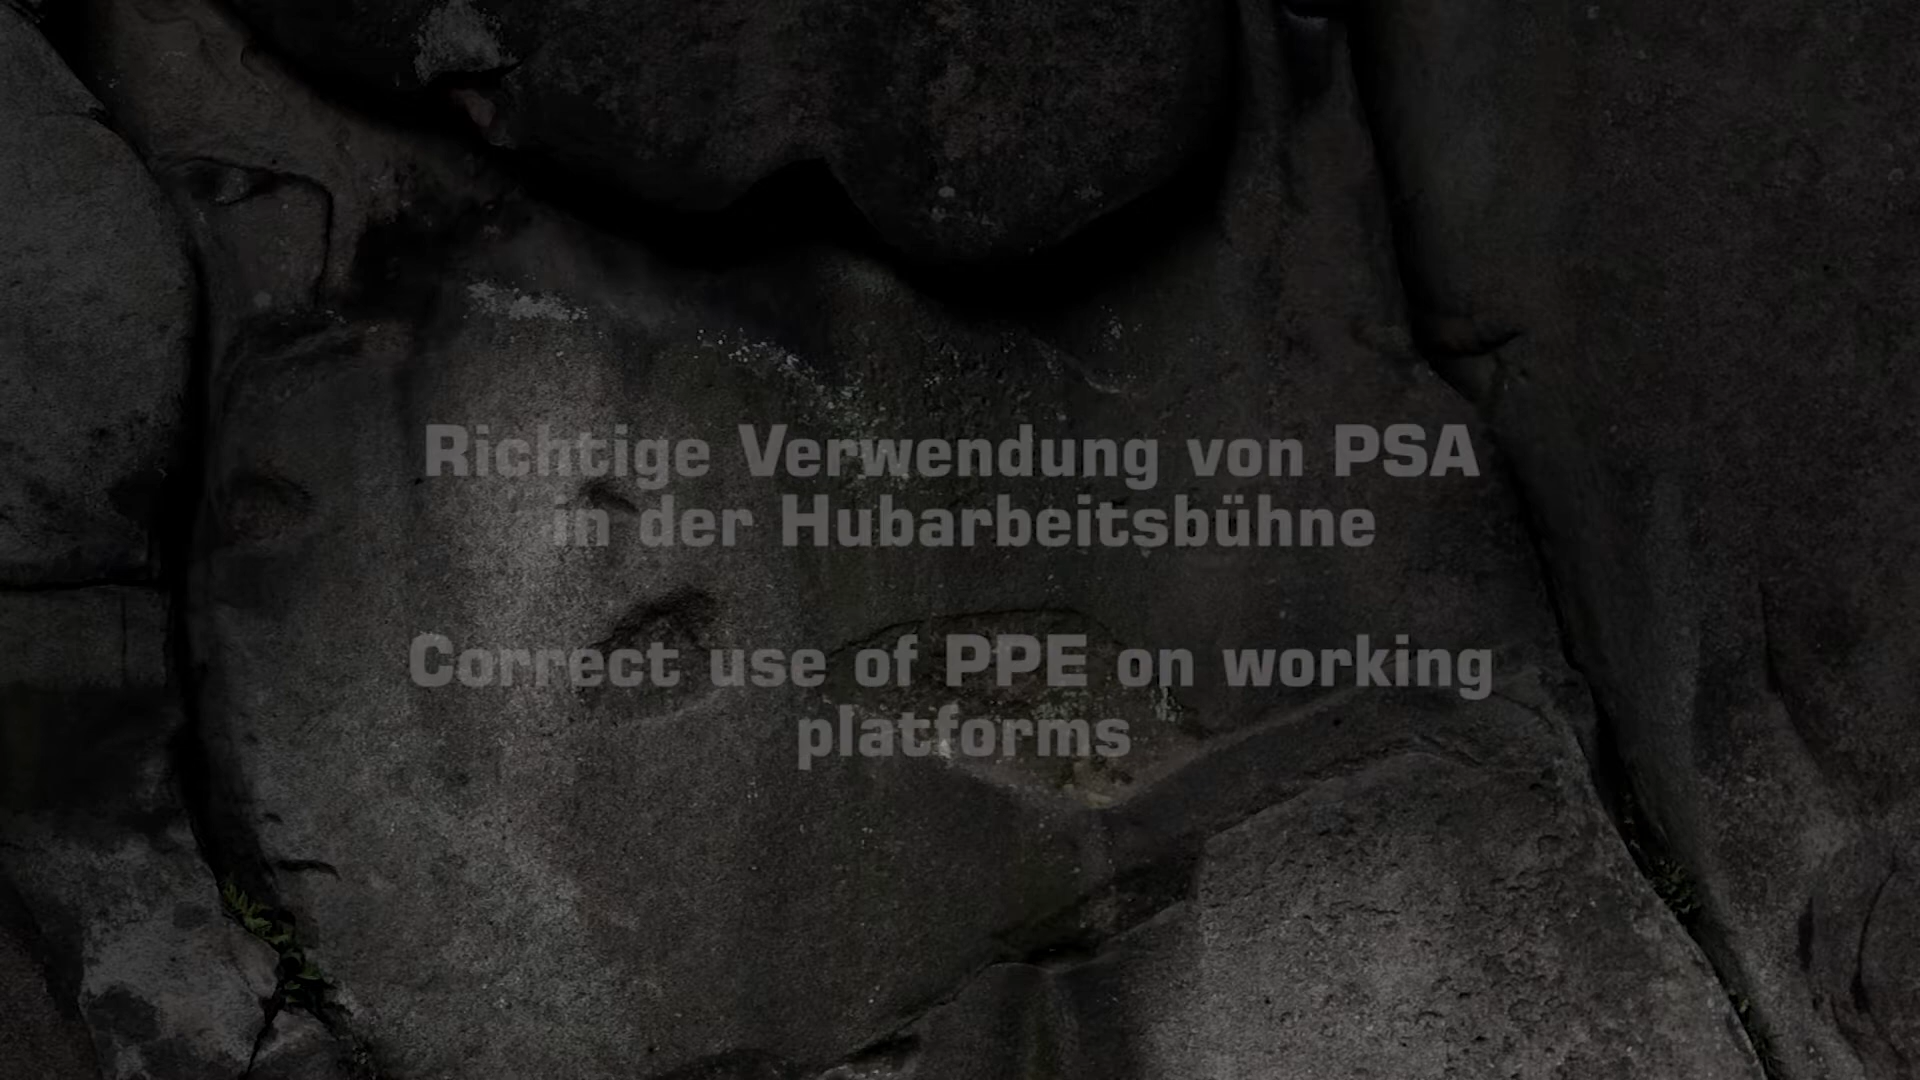 Richtige Verwendung von PSA
in der Hubarbeitsbühne
Correct use of PPE on working
platforms